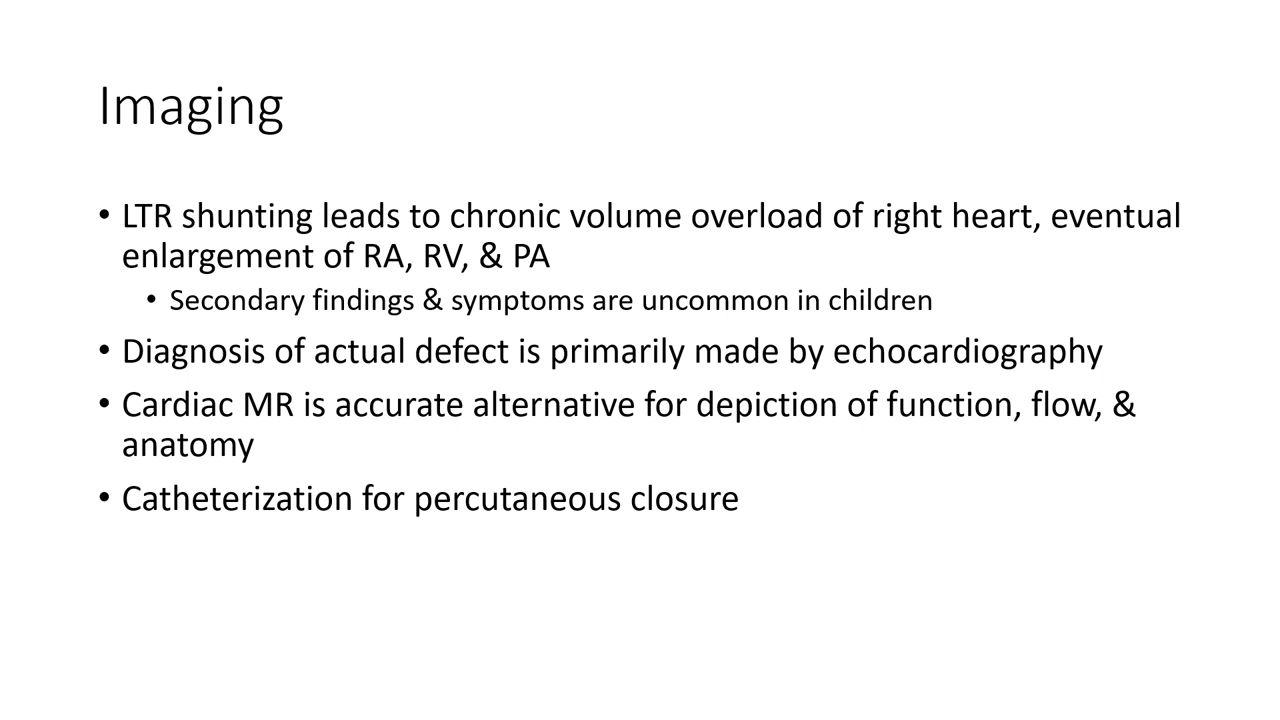 Imaging
• LTR shunting leads to chronic volume overload of right heart, eventual
enlargement of RA, RV, & PA
• Secondary findings & symptoms are uncommon in children
• Diagnosis of actual defect is primarily made by echocardiography
• Cardiac MR is accurate alternative for depiction of function, flow, &
anatomy
• Catheterization for percutaneous closure